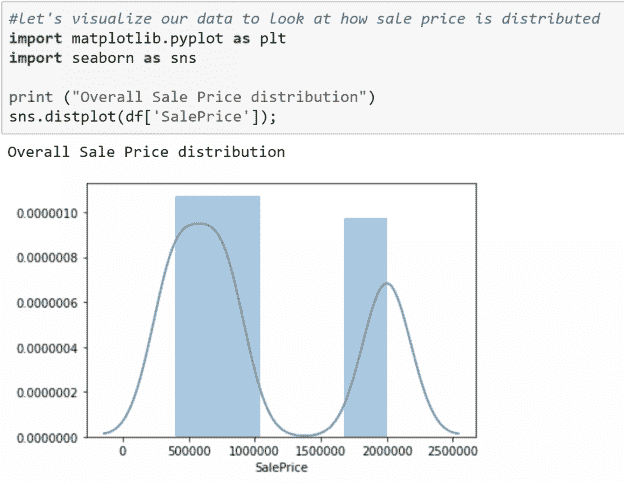 #let's visualize our data to look at how sale price is distributed
import matplotlib.pyplot as plt
import seaborn as sns
print ("Overall Sale Price distribution")
sns.distplot(df['SalePrice']);
Overall Sale Price distribution
0.0000010
0.0000008
0.0000006
0.0000004
0.0000002
0.0000000
0 500000 1000000 1500000 2000000 2500000
SalePrice